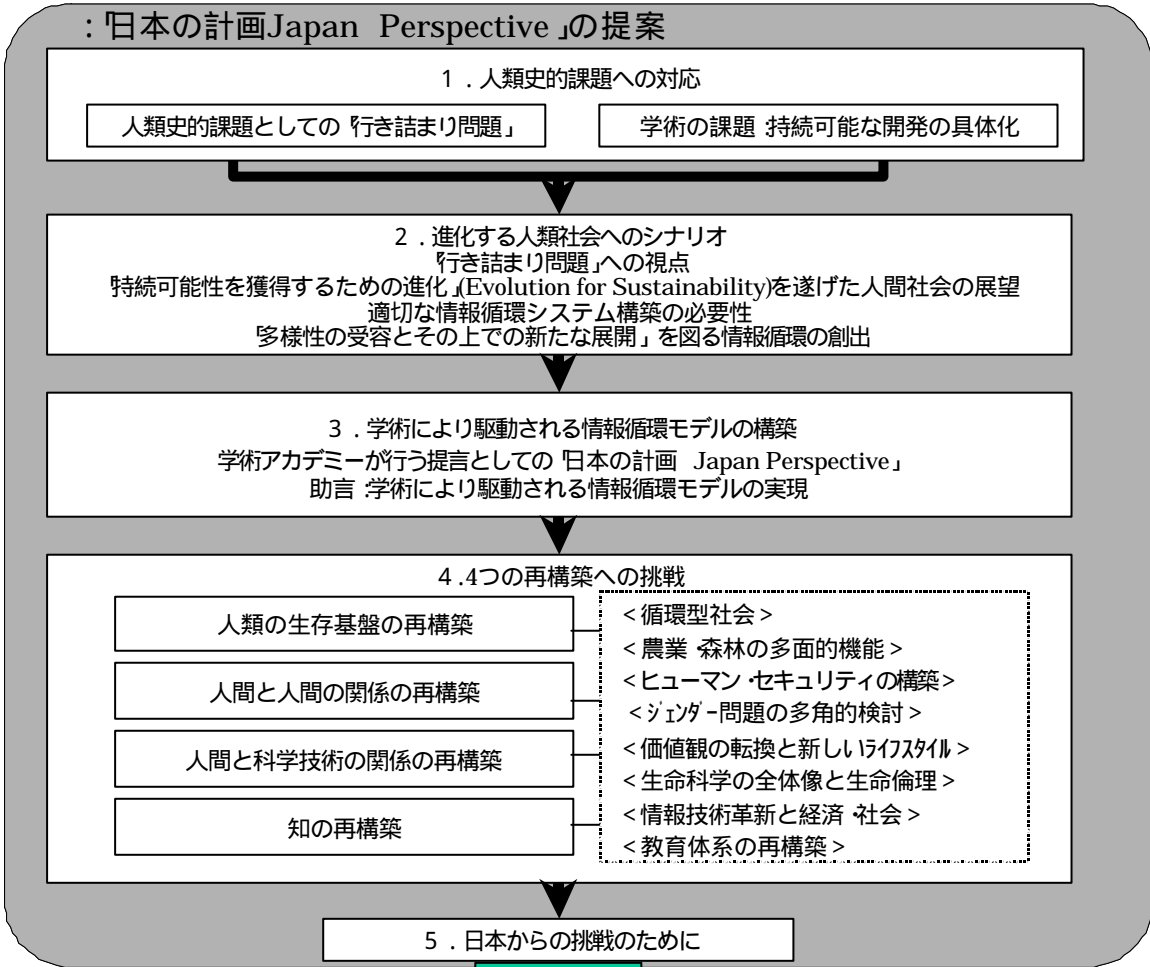 :『日本の計画Japan Perspective』の提案
1．人類史的課題への対応
人類史的課題としての『行き詰まり問題』
学術の課題:持続可能な開発の具体化
2．進化する人類社会へのシナリオ
『行き詰まり問題』への視点
『持続可能性を獲得するための進化』(Evolution for Sustainability)を遂げた人間社会の展望
適切な情報循環システム構築の必要性
『多様性の受容とその上での新たな展開』を図る情報循環の創出
3．学術により駆動される情報循環モデルの構築
学術アカデミーが行う提言としての『日本の計画 Japan Perspective』
助言:学術により駆動される情報循環モデルの実現
4．4つの再構築への挑戦
人類の生存基盤の再構築
人間と人間の関係の再構築
人間と科学技術の関係の再構築
知の再構築
<循環型社会>
<農業・森林の多面的機能>
<ヒューマン・セキュリティの構築>
<ジェンダー問題の多角的検討>
<価値観の転換と新しいライフスタイル>
<生命科学の全体像と生命倫理>
<情報技術革新と経済・社会>
<教育体系の再構築>
5．日本からの挑戦のために